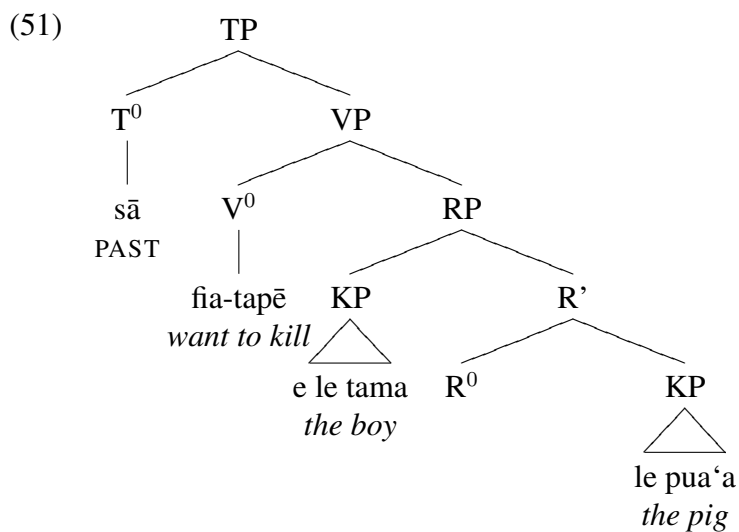 (51) TP
T⁰ VP
sā V⁰ RP
PAST
fia-tapē KP R’
want to kill
e le tama R⁰ KP
the boy
le pua‘a
the pig